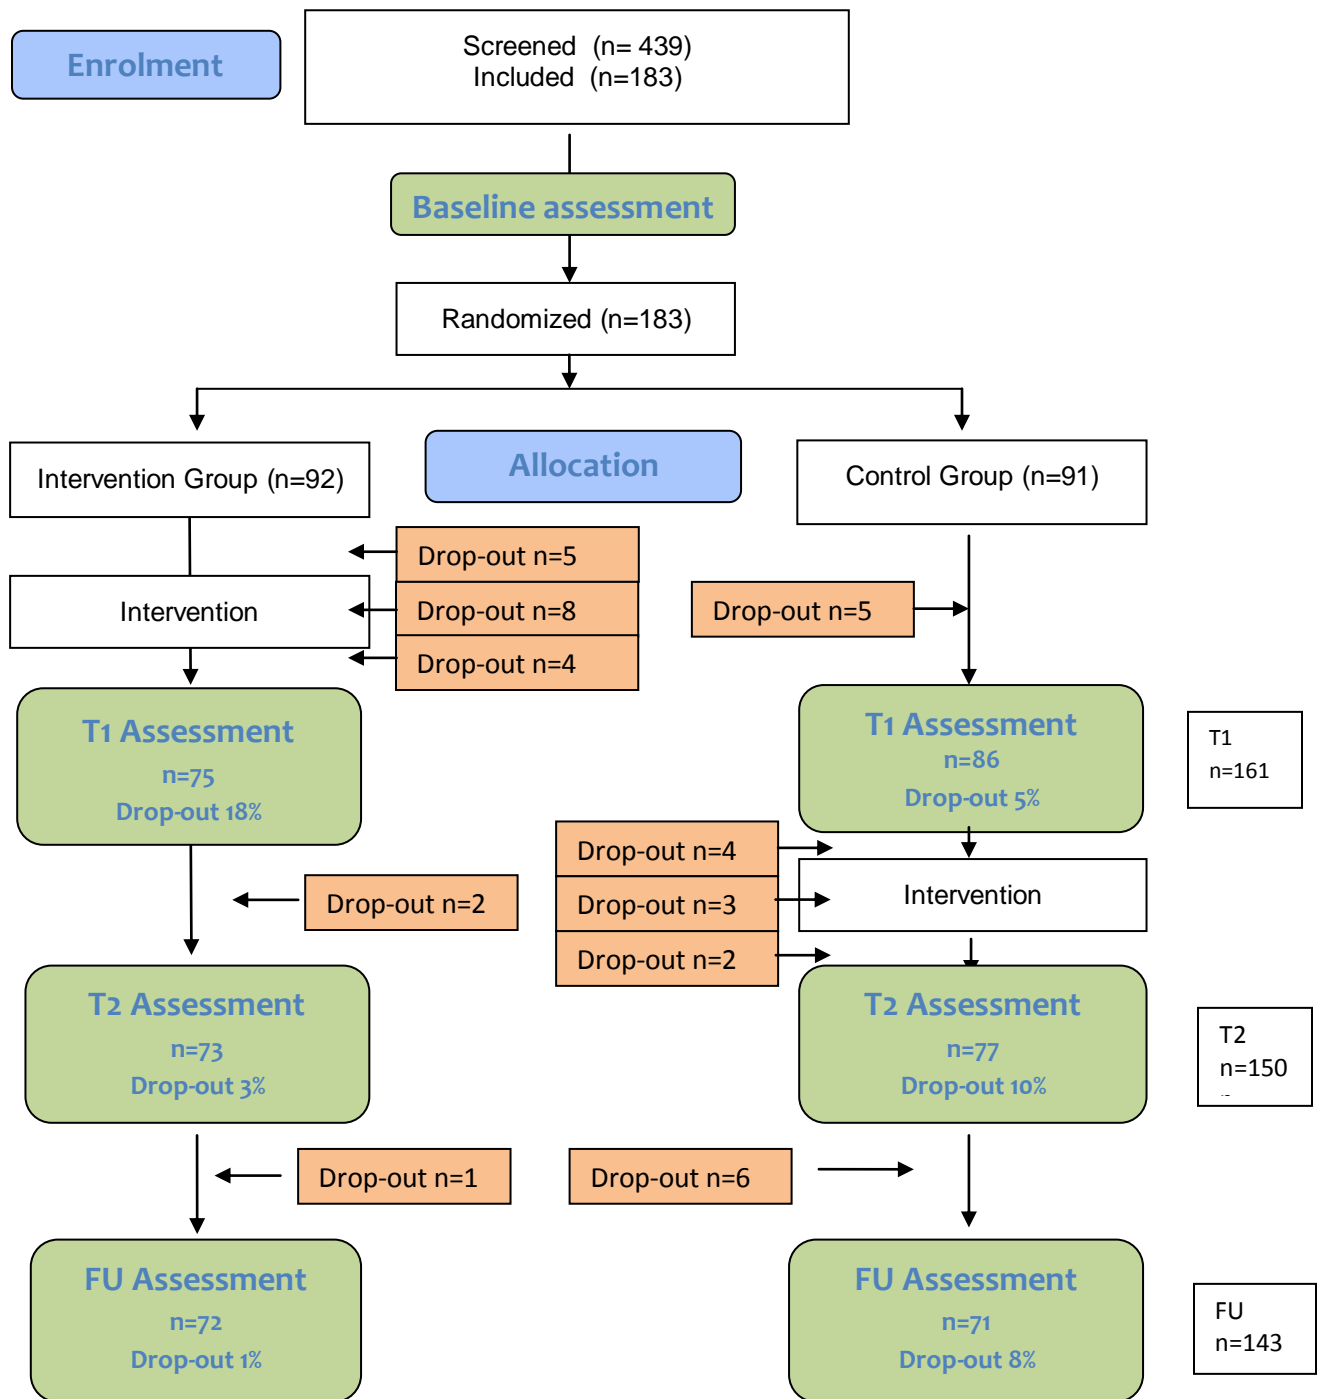 Enrolment
Screened (n= 439)
Included (n=183)
Baseline assessment
Randomized (n=183)
Intervention Group (n=92)
Allocation
Control Group (n=91)
Drop-out n=5
Intervention
Drop-out n=8
Drop-out n=5
Drop-out n=4
T1 Assessment
n=75
Drop-out 18%
T1 Assessment
n=86
Drop-out 5%
T1
n=161
Drop-out n=4
Drop-out n=2
Drop-out n=3
Intervention
Drop-out n=2
T2 Assessment
n=73
Drop-out 3%
T2 Assessment
n=77
Drop-out 10%
T2
n=150
Drop-out n=1
Drop-out n=6
FU Assessment
n=72
Drop-out 1%
FU Assessment
n=71
Drop-out 8%
FU
n=143